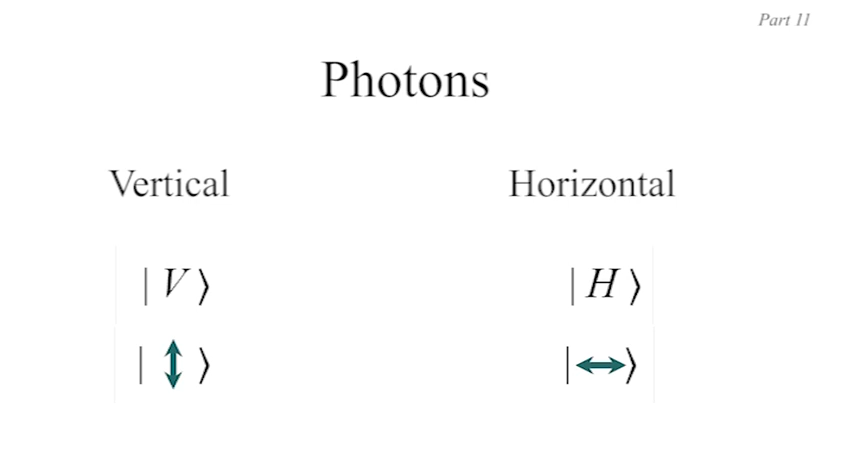 Part 11
Photons
Vertical Horizontal
| V ⟩ | H ⟩
| ↕ ⟩ |↔⟩